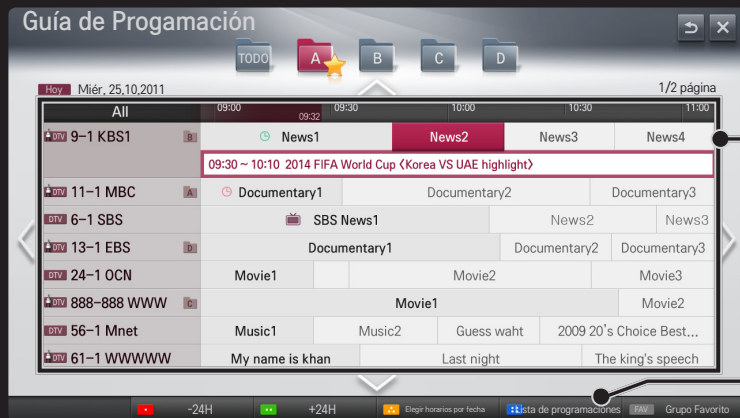 Guía de Progamación
TODO A B C D
Hoy Miér, 25,10,2011 1/2 página
All 09:00 09:32 09:30 10:00 10:30 11:00
DTV 9-1 KBS1 B News1 News2 News3 News4
09:30 ~ 10:10 2014 FIFA World Cup 〈Korea VS UAE highlight〉
DTV 11-1 MBC A Documentary1 Documentary2 Documentary3
DTV 6-1 SBS SBS News1 News2 News3
DTV 13-1 EBS D Documentary1 Documentary2 Documentary3
DTV 24-1 OCN Movie1 Movie2 Movie3
DTV 888-888 WWW C Movie1 Movie2
DTV 56-1 Mnet Music1 Music2 Guess waht 2009 20's Choice Best...
DTV 61-1 WWWWW My name is khan Last night The king's speech
-24H +24H Elegir horarios por fecha Lista de programaciones FAV Grupo Favorito